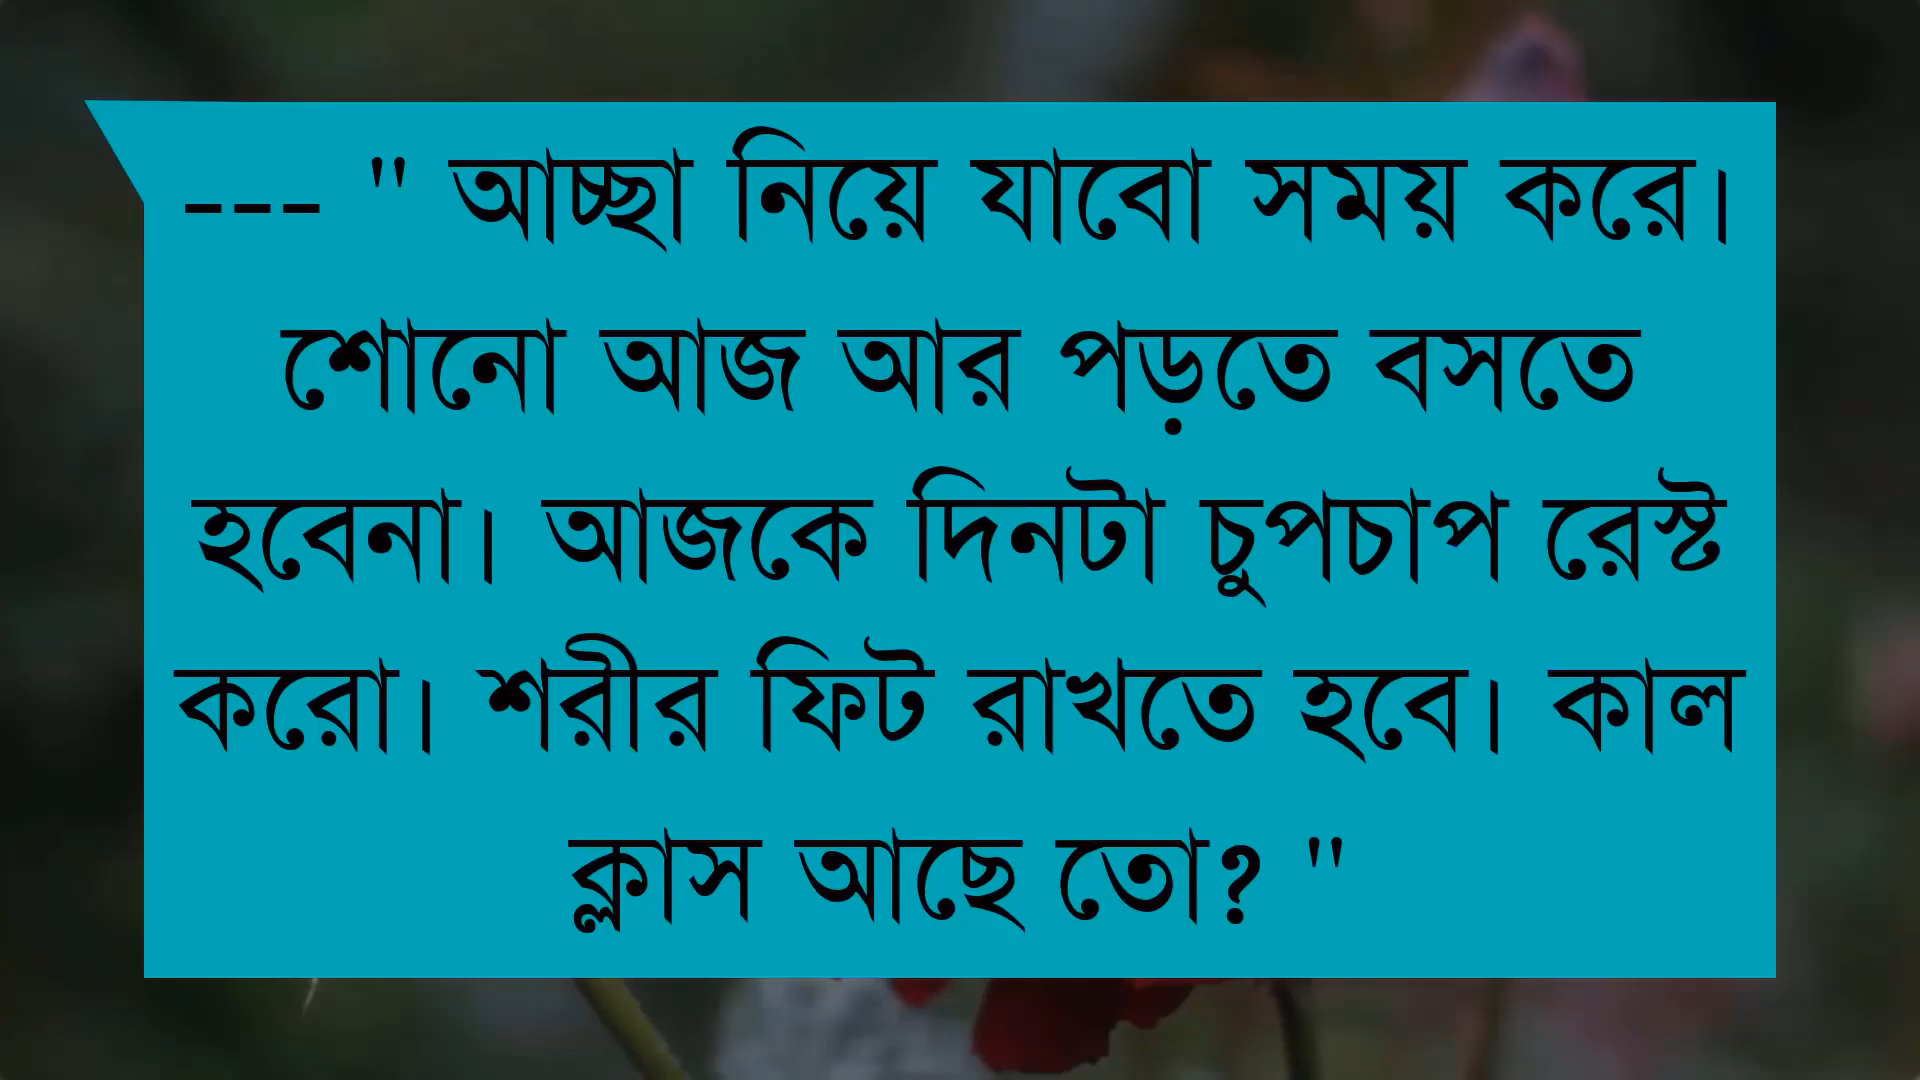 --- " আচ্ছা নিয়ে যাবো সময় করে।
শোনো আজ আর পড়তে বসতে
হবেনা। আজকে দিনটা চুপচাপ রেস্ট
করো। শরীর ফিট রাখতে হবে। কাল
ক্লাস আছে তো? "